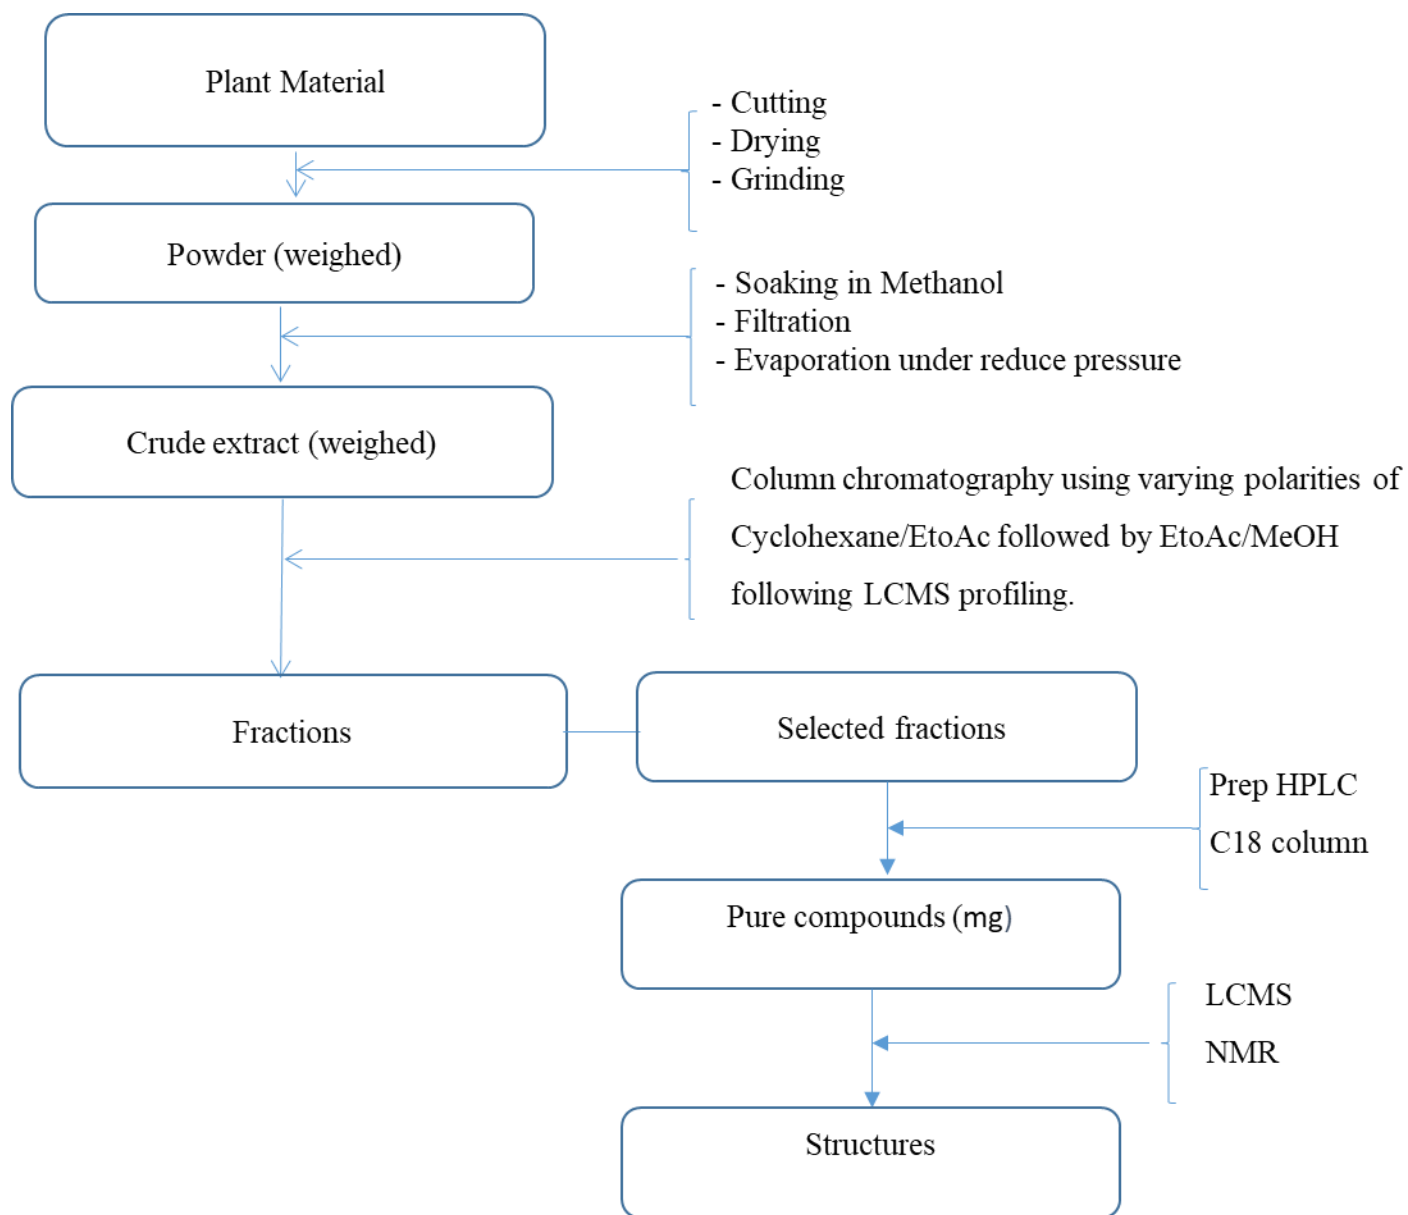 Plant Material
- Cutting
- Drying
- Grinding
Powder (weighed)
- Soaking in Methanol
- Filtration
- Evaporation under reduce pressure
Crude extract (weighed)
Column chromatography using varying polarities of
Cyclohexane/EtoAc followed by EtoAc/MeOH
following LCMS profiling.
Fractions
Selected fractions
Prep HPLC
C18 column
Pure compounds (mg)
LCMS
NMR
Structures